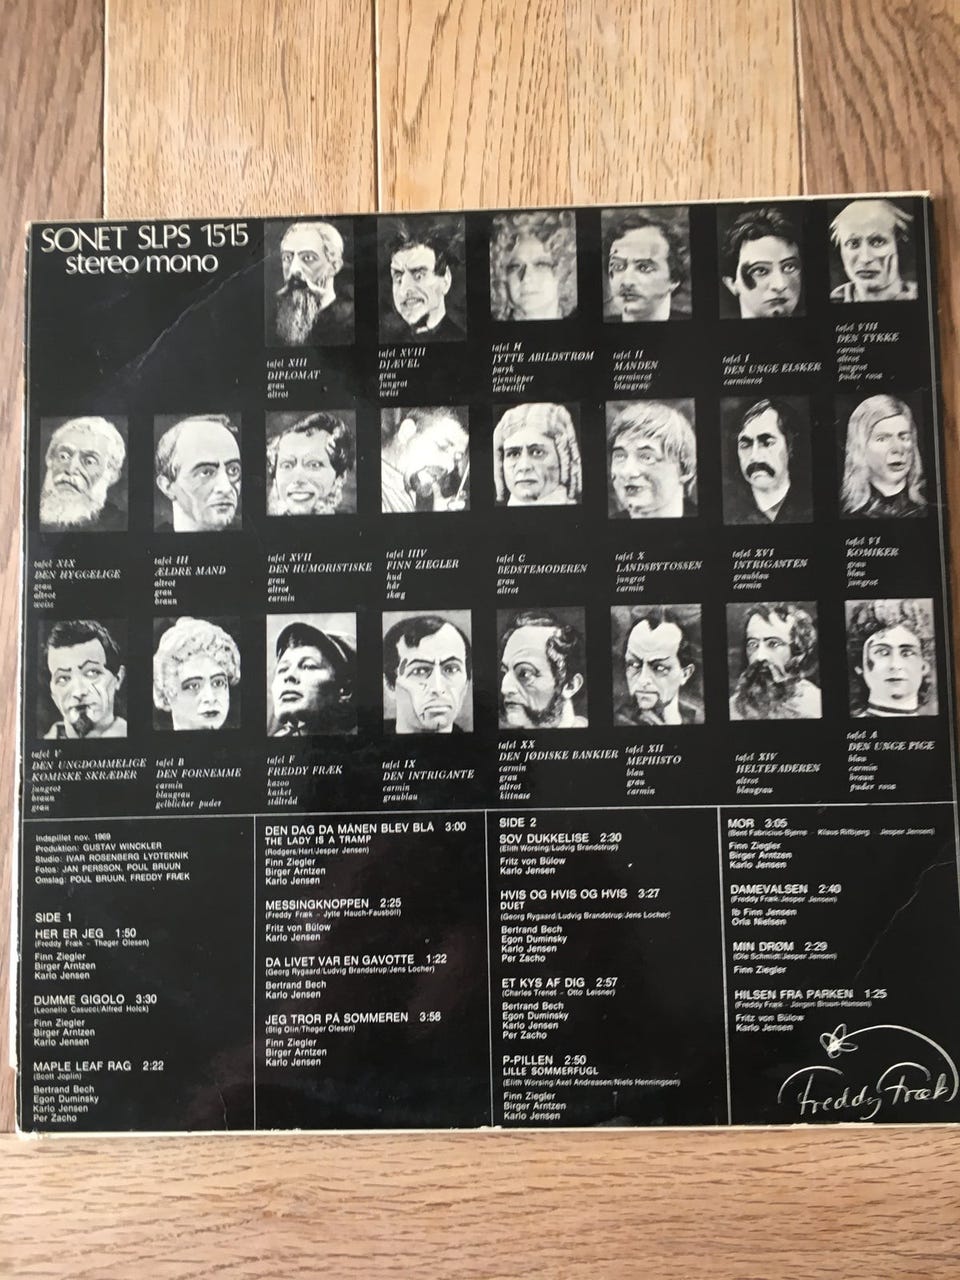 SONET SLPS 1515
stereo/mono
tafel XIII
DIPLOMAT
grau
altrot
tafel XVIII
DJÆVEL
grau
jungrot
weiss
tafel H
JYTTE ABILDSTRØM
paryk
øjenvipper
læbestift
tafel II
MANDEN
carminrot
blaugrau
tafel I
DEN UNGE ELSKER
carminrot
tafel VIII
DEN TYKKE
carmin
altrot
jungrot
puder rosa
tafel XIX
DEN HYGGELIGE
grau
altrot
weiss
tafel III
ÆLDRE MAND
altrot
grau
braun
tafel XVII
DEN HUMORISTISKE
grau
altrot
carmin
tafel IIIV
FINN ZIEGLER
hud
hår
skæg
tafel C
BEDSTEMODEREN
grau
altrot
tafel X
LANDSBYTOSSEN
jungrot
carmin
tafel XVI
INTRIGANTEN
graublau
carmin
tafel VI
KOMIKER
grau
blau
jungrot
tafel V
DEN UNGDOMMELIGE
KOMISKE SKRÆDER
jungrot
braun
grau
tafel B
DEN FORNEMME
carmin
blaugrau
gelblicher puder
tafel F
FREDDY FRÆK
kazoo
kasket
ståltråd
tafel IX
DEN INTRIGANTE
carmin
graublau
tafel XX
DEN JØDISKE BANKIER
carmin
grau
altrot
kittnase
tafel XII
MEPHISTO
blau
grau
carmin
tafel XIV
HELTEFADEREN
altrot
blaugrau
tafel A
DEN UNGE PIGE
blau
carmin
braun
puder rosa
Indspillet nov. 1969
Produktion: GUSTAV WINCKLER
Studie: IVAR ROSENBERG LYDTEKNIK
Fotos: JAN PERSSON, POUL BRUUN
Omslag: POUL BRUUN, FREDDY FRÆK
SIDE 1
HER ER JEG 1:50
(Freddy Fræk - Thøger Olesen)
Finn Ziegler
Birger Arntzen
Karlo Jensen
DUMME GIGOLO 3:30
(Leonello Casucci/Alfred Holck)
Finn Ziegler
Birger Arntzen
Karlo Jensen
MAPLE LEAF RAG 2:22
(Scott Joplin)
Bertrand Bech
Egon Duminsky
Karlo Jensen
Per Zacho
DEN DAG DA MÅNEN BLEV BLÅ 3:00
THE LADY IS A TRAMP
(Rodgers/Hart/Jesper Jensen)
Finn Ziegler
Birger Arntzen
Karlo Jensen
MESSINGKNOPPEN 2:25
(Freddy Fræk - Jytte Hauch-Fausbøll)
Fritz von Bülow
Karlo Jensen
DA LIVET VAR EN GAVOTTE 1:22
(Georg Rygaard/Ludvig Brandstrup/Jens Locher)
Bertrand Bech
Karlo Jensen
JEG TROR PÅ SOMMEREN 3:58
(Stig Olin/Thøger Olesen)
Finn Ziegler
Birger Arntzen
Karlo Jensen
SIDE 2
SOV DUKKELISE 2:30
(Elith Worsing/Ludvig Brandstrup)
Fritz von Bülow
Karlo Jensen
HVIS OG HVIS OG HVIS 3:27
DUET
(Georg Rygaard/Ludvig Brandstrup/Jens Locher)
Bertrand Bech
Egon Duminsky
Karlo Jensen
Per Zacho
ET KYS AF DIG 2:57
(Charles Trenet - Otto Leisner)
Bertrand Bech
Egon Duminsky
Karlo Jensen
Per Zacho
P-PILLEN 2:50
LILLE SOMMERFUGL
(Elith Worsing/Axel Andreasen/Niels Henningsen)
Finn Ziegler
Birger Arntzen
Karlo Jensen
MOR 3:05
(Bent Fabricius-Bjerre - Klaus Rifbjerg - Jesper Jensen)
Finn Ziegler
Birger Arntzen
Karlo Jensen
DAMEVALSEN 2:40
(Freddy Fræk-Jesper Jensen)
Ib Finn Jensen
Orla Nielsen
MIN DRØM 2:29
(Ole Schmidt/Jesper Jensen)
Finn Ziegler
HILSEN FRA PARKEN 1:25
(Freddy Fræk - Jørgen Bruun-Hansen)
Fritz von Bülow
Karlo Jensen
Freddy Fræk